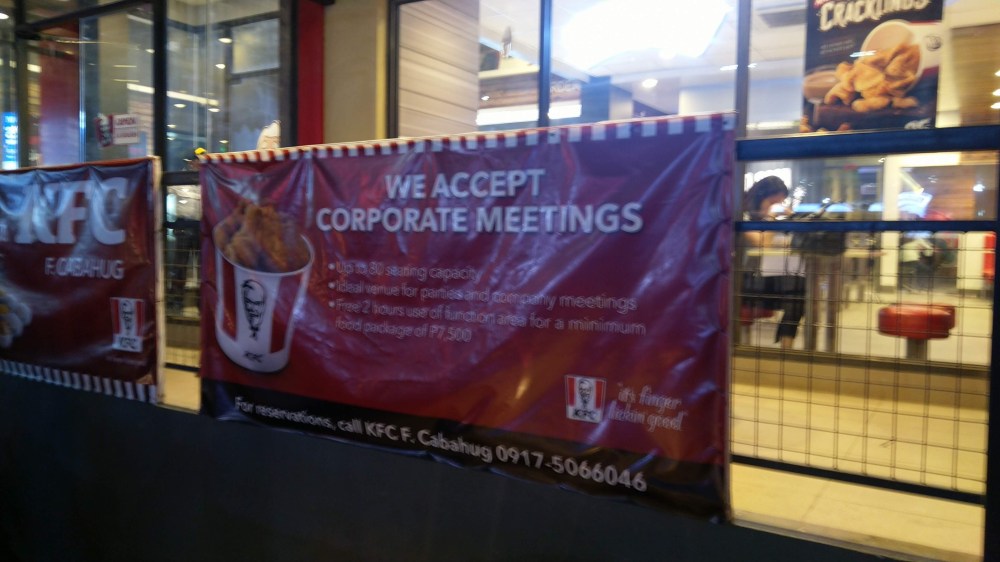 CRACKLINGS
KFC
F. CABAHUG
KFC
WE ACCEPT
CORPORATE MEETINGS
• Up to 80 seating capacity
• Ideal venue for parties and company meetings
• Free 2 hours use of function area for a minimum
food package of P7,500
KFC
KFC
"it's finger
lickin good"
For reservations, call KFC F. Cabahug 0917-5066046